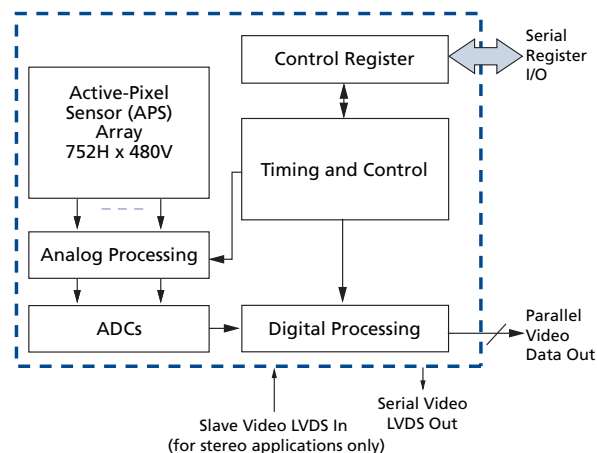 Control Register
Serial
Register
I/O
Active-Pixel
Sensor (APS)
Array
752H x 480V
Timing and Control
Analog Processing
ADCs
Digital Processing
Parallel
Video
Data Out
Slave Video LVDS In
(for stereo applications only)
Serial Video
LVDS Out